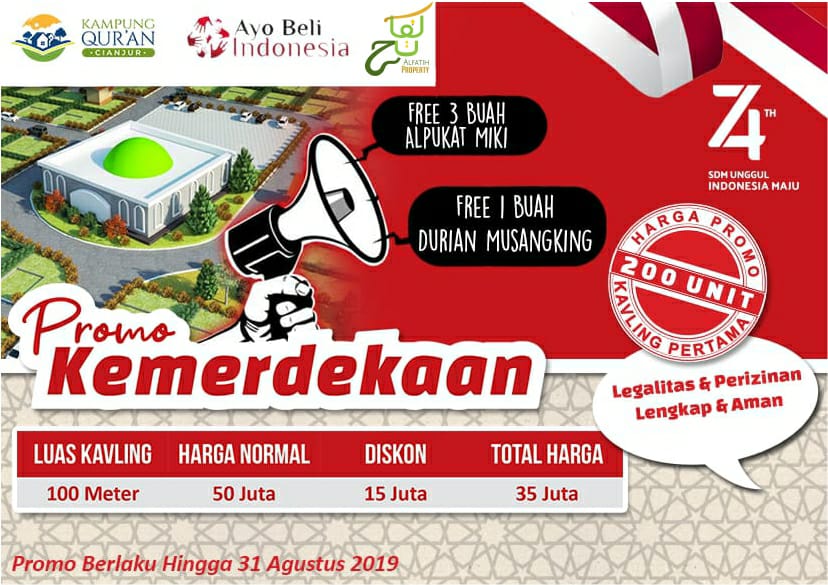 KAMPUNG
QUR'AN
• CIANJUR •
Ayo Beli
Indonesia
ALFATIH
PROPERTY
FREE 3 BUAH
ALPUKAT MIKI
FREE 1 BUAH
DURIAN MUSANGKING
74TH
SDM UNGGUL
INDONESIA MAJU
HARGA PROMO
200 UNIT
KAVLING PERTAMA
Legalitas & Perizinan
Lengkap & Aman
Promo
Kemerdekaan
LUAS KAVLING HARGA NORMAL DISKON TOTAL HARGA
100 Meter 50 Juta 15 Juta 35 Juta
Promo Berlaku Hingga 31 Agustus 2019